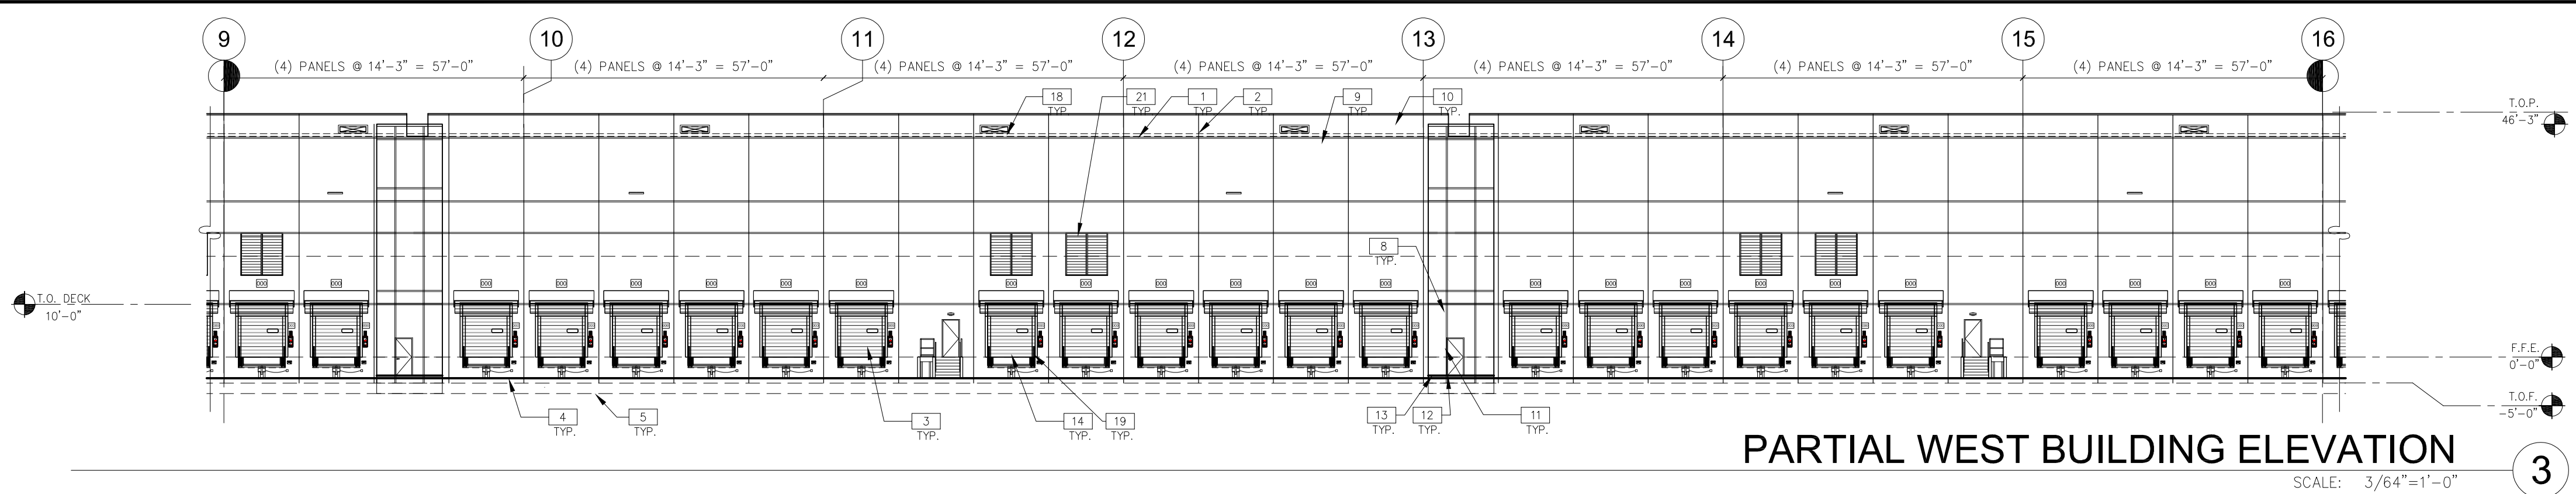 9 10 11 12 13 14 15 16
(4) PANELS @ 14'-3" = 57'-0" (4) PANELS @ 14'-3" = 57'-0" (4) PANELS @ 14'-3" = 57'-0" (4) PANELS @ 14'-3" = 57'-0" (4) PANELS @ 14'-3" = 57'-0" (4) PANELS @ 14'-3" = 57'-0" (4) PANELS @ 14'-3" = 57'-0"
18 21 1 2 9 10
TYP. TYP. TYP. TYP. TYP. TYP.
T.O.P.
46'-3"
8
TYP.
T.O. DECK
10'-0"
F.F.E.
0'-0"
T.O.F.
-5'-0"
4 5 3 14 19 13 12 11
TYP. TYP. TYP. TYP. TYP. TYP. TYP. TYP.
PARTIAL WEST BUILDING ELEVATION
3
SCALE: 3/64"=1'-0"